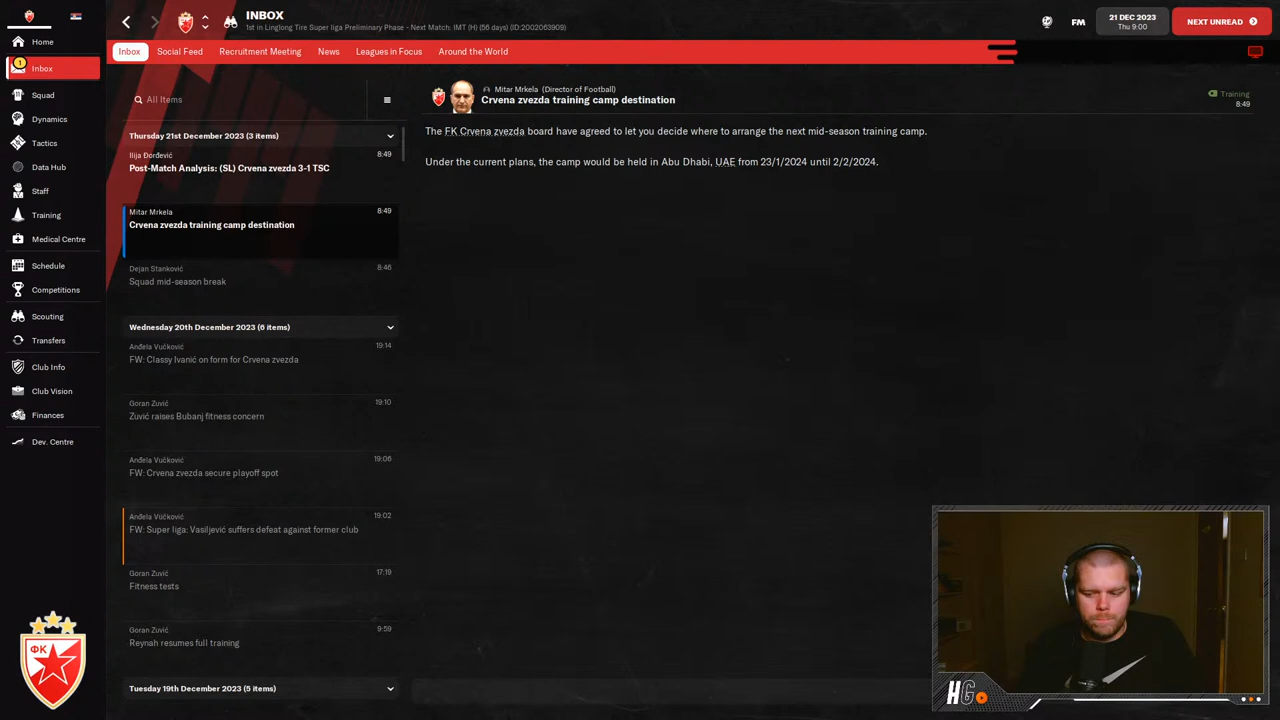 INBOX
1st in Linglong Tire Super liga Preliminary Phase - Next Match: IMT (H) (56 days) (ID:2002063909)
FM
21 DEC 2023
Thu 9:00
NEXT UNREAD
Home
1
Inbox
Squad
Dynamics
Tactics
Data Hub
Staff
Training
Medical Centre
Schedule
Competitions
Scouting
Transfers
Club Info
Club Vision
Finances
Dev. Centre
ФК
Inbox
Social Feed
Recruitment Meeting
News
Leagues in Focus
Around the World
All Items
Thursday 21st December 2023 (3 items)
Ilija Đorđević 8:49
Post-Match Analysis: (SL) Crvena zvezda 3-1 TSC
Mitar Mrkela 8:49
Crvena zvezda training camp destination
Dejan Stanković 8:46
Squad mid-season break
Wednesday 20th December 2023 (6 items)
Anđela Vučković 19:14
FW: Classy Ivanić on form for Crvena zvezda
Goran Zuvić 19:10
Zuvić raises Bubanj fitness concern
Anđela Vučković 19:06
FW: Crvena zvezda secure playoff spot
Anđela Vučković 19:02
FW: Super liga: Vasiljević suffers defeat against former club
Goran Zuvić 17:19
Fitness tests
Goran Zuvić 9:59
Reynah resumes full training
Tuesday 19th December 2023 (5 items)
Mitar Mrkela (Director of Football)
Crvena zvezda training camp destination
Training
8:49
The FK Crvena zvezda board have agreed to let you decide where to arrange the next mid-season training camp.
Under the current plans, the camp would be held in Abu Dhabi, UAE from 23/1/2024 until 2/2/2024.
HG